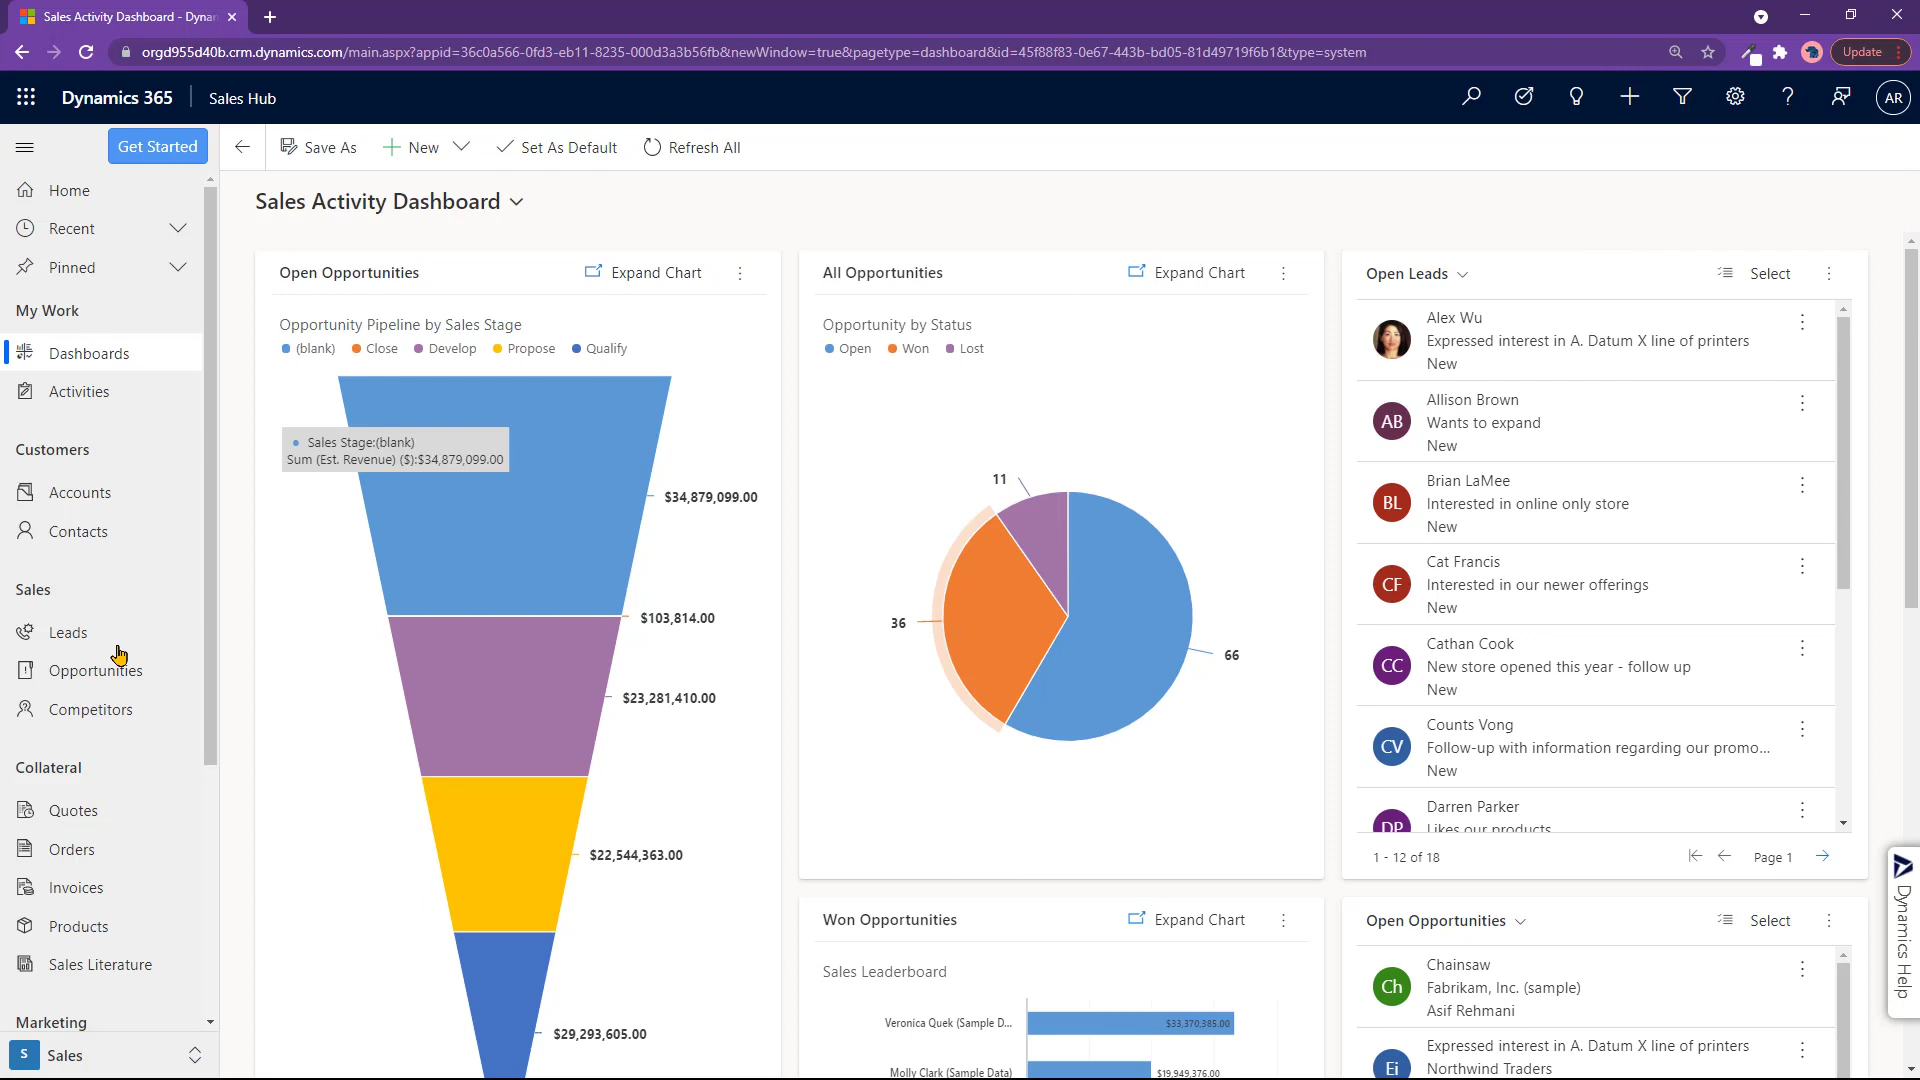 Sales Activity Dashboard - Dynar
orgd955d40b.crm.dynamics.com/main.aspx?appid=36c0a566-0fd3-eb11-8235-000d3a3b56fb&newWindow=true&pagetype=dashboard&id=45f88f83-0e67-443b-bd05-81d49719f6b1&type=system
Update
Dynamics 365
Sales Hub
AR
Get Started
Save As
New
Set As Default
Refresh All
Home
Recent
Pinned
My Work
Dashboards
Activities
Customers
Accounts
Contacts
Sales
Leads
Opportunities
Competitors
Collateral
Quotes
Orders
Invoices
Products
Sales Literature
Marketing
S
Sales
Sales Activity Dashboard
Open Opportunities
Expand Chart
Opportunity Pipeline by Sales Stage
(blank) Close Develop Propose Qualify
Sales Stage:(blank)
Sum (Est. Revenue) ($):$34,879,099.00
$34,879,099.00
$103,814.00
$23,281,410.00
$22,544,363.00
$29,293,605.00
All Opportunities
Expand Chart
Opportunity by Status
Open Won Lost
11
36
66
Won Opportunities
Expand Chart
Sales Leaderboard
Veronica Quek (Sample D...
$33,370,385.00
Molly Clark (Sample Data)
$19,949,376.00
Open Leads
Select
Alex Wu
Expressed interest in A. Datum X line of printers
New
AB
Allison Brown
Wants to expand
New
BL
Brian LaMee
Interested in online only store
New
CF
Cat Francis
Interested in our newer offerings
New
CC
Cathan Cook
New store opened this year - follow up
New
CV
Counts Vong
Follow-up with information regarding our promo...
New
DP
Darren Parker
Likes our products
1 - 12 of 18
Page 1
Open Opportunities
Select
Ch
Chainsaw
Fabrikam, Inc. (sample)
Asif Rehmani
Ei
Expressed interest in A. Datum X line of printers
Northwind Traders
Dynamics Help